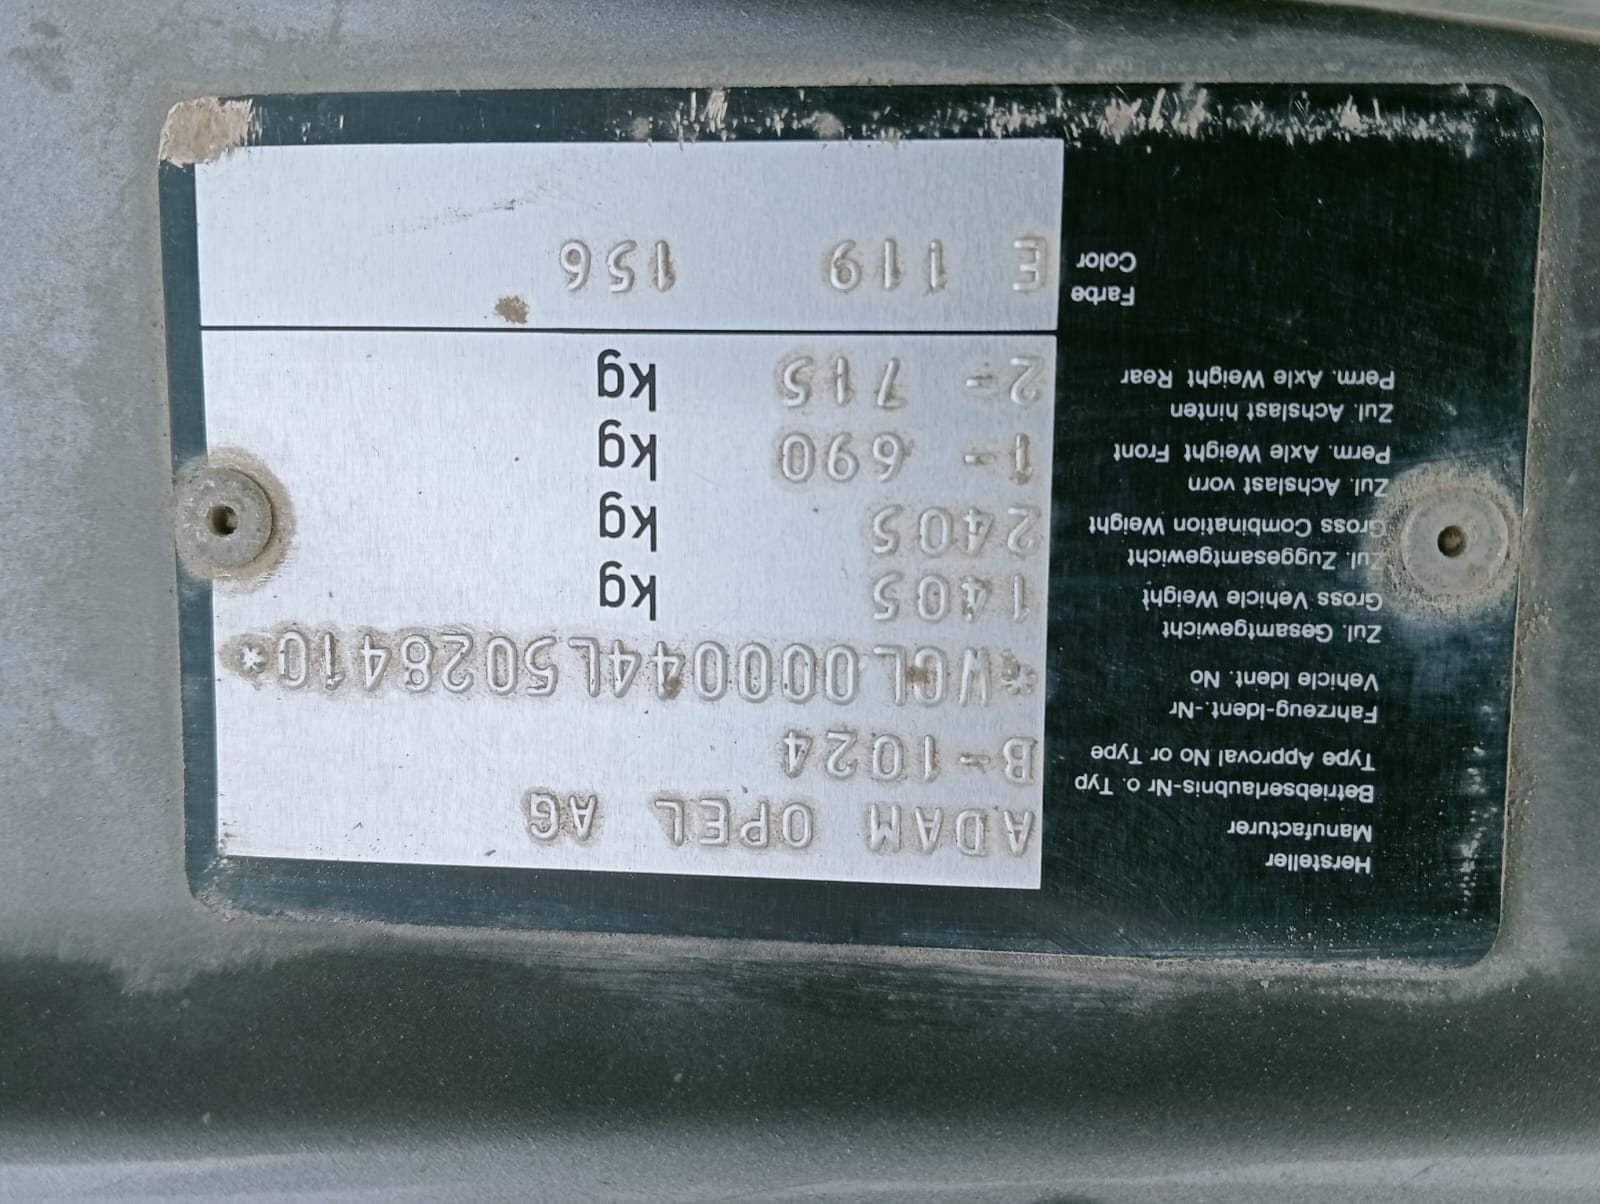 Hersteller
Manufacturer ADAM OPEL AG
Betriebserlaubnis-Nr o. Typ
Type Approval No or Type B-1024
Fahrzeug-Ident.-Nr
Vehicle Ident. No *W0L000044L5028410*
Zul. Gesamtgewicht
Gross Vehicle Weight 1405 kg
Zul. Zuggesamtgewicht
Gross Combination Weight 2405 kg
Zul. Achslast vorn
Perm. Axle Weight Front 1- 690 kg
Zul. Achslast hinten
Perm. Axle Weight Rear 2- 715 kg
Farbe
Color E 119 156